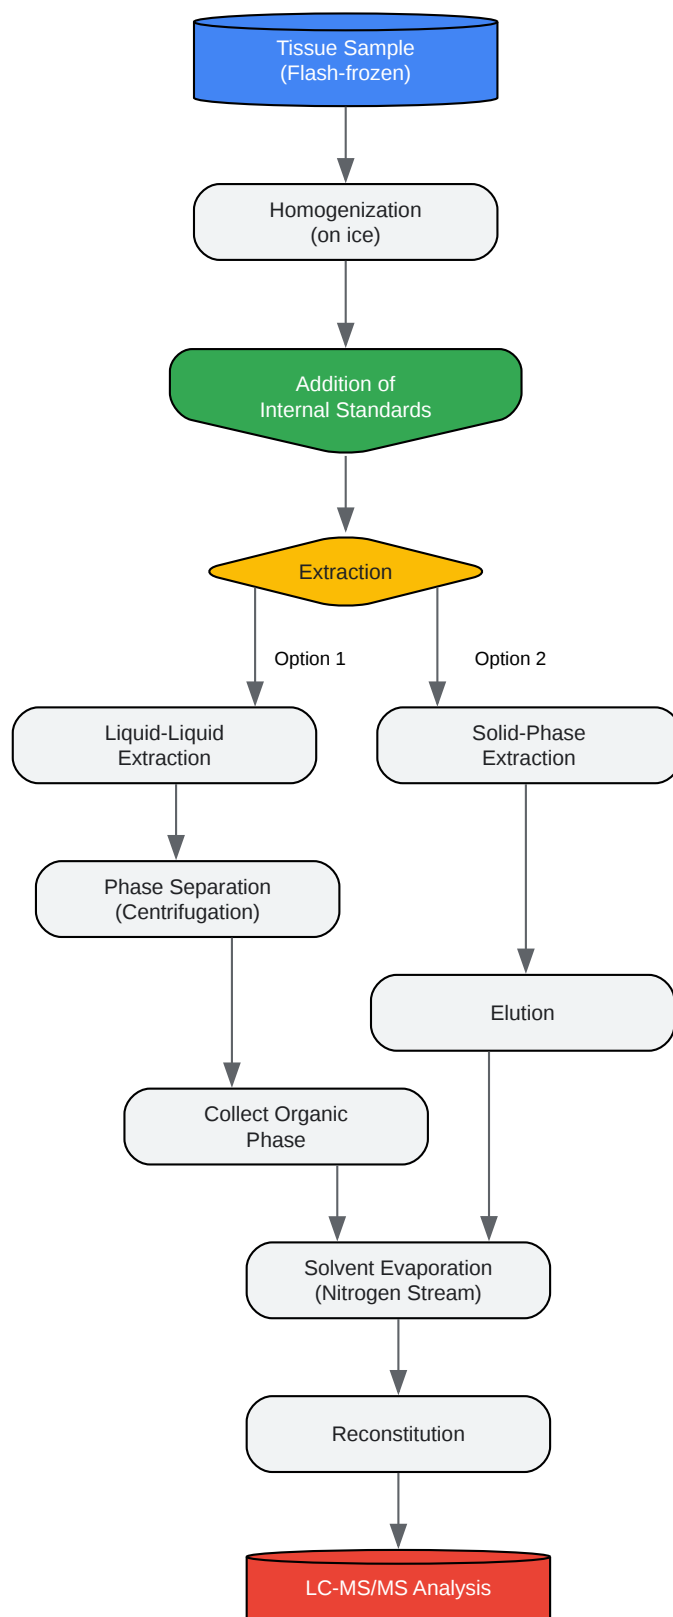 Tissue Sample
(Flash-frozen)
Homogenization
(on ice)
Addition of
Internal Standards
Extraction
Option 1
Option 2
Liquid-Liquid
Extraction
Solid-Phase
Extraction
Phase Separation
(Centrifugation)
Elution
Collect Organic
Phase
Solvent Evaporation
(Nitrogen Stream)
Reconstitution
LC-MS/MS Analysis